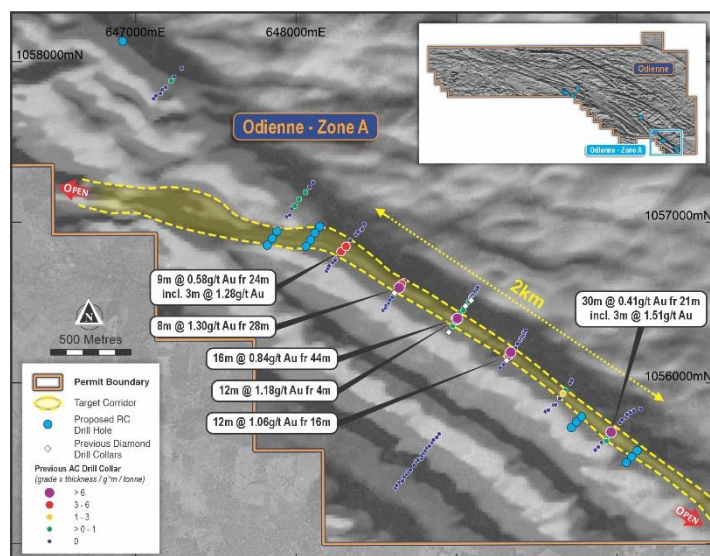 647000mE
648000mE
1058000mN
Odienne
Odienne - Zone A
Odienne - Zone A
OPEN
1057000mN
2km
9m @ 0.58g/t Au fr 24m
incl. 3m @ 1.28g/t Au
30m @ 0.41g/t Au fr 21m
incl. 3m @ 1.51g/t Au
8m @ 1.30g/t Au fr 28m
N
500 Metres
16m @ 0.84g/t Au fr 44m
12m @ 1.18g/t Au fr 4m
1056000mN
12m @ 1.06g/t Au fr 16m
Permit Boundary
Target Corridor
Proposed RC
Drill Hole
Previous Diamond
Drill Collars
Previous AC Drill Collar
(grade x thickness / g*m / tonne)
> 6
3 - 6
1 - 3
> 0 - 1
0
OPEN